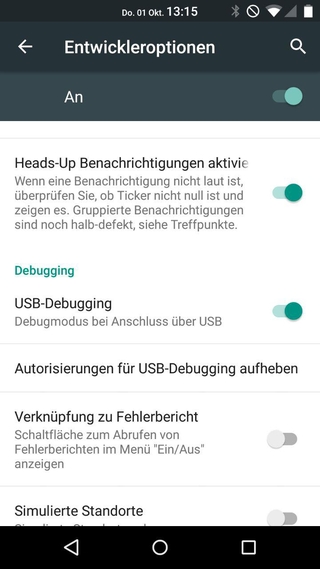 Do. 01 Okt. 13:15
Entwickleroptionen
An
Heads-Up Benachrichtigungen aktivie
Wenn eine Benachrichtigung nicht laut ist,
überprüfen Sie, ob Ticker nicht null ist und
zeigen es. Gruppierte Benachrichtigungen
sind noch halb-defekt, siehe Treffpunkte.
Debugging
USB-Debugging
Debugmodus bei Anschluss über USB
Autorisierungen für USB-Debugging aufheben
Verknüpfung zu Fehlerbericht
Schaltfläche zum Abrufen von
Fehlerberichten im Menü "Ein/Aus"
anzeigen
Simulierte Standorte